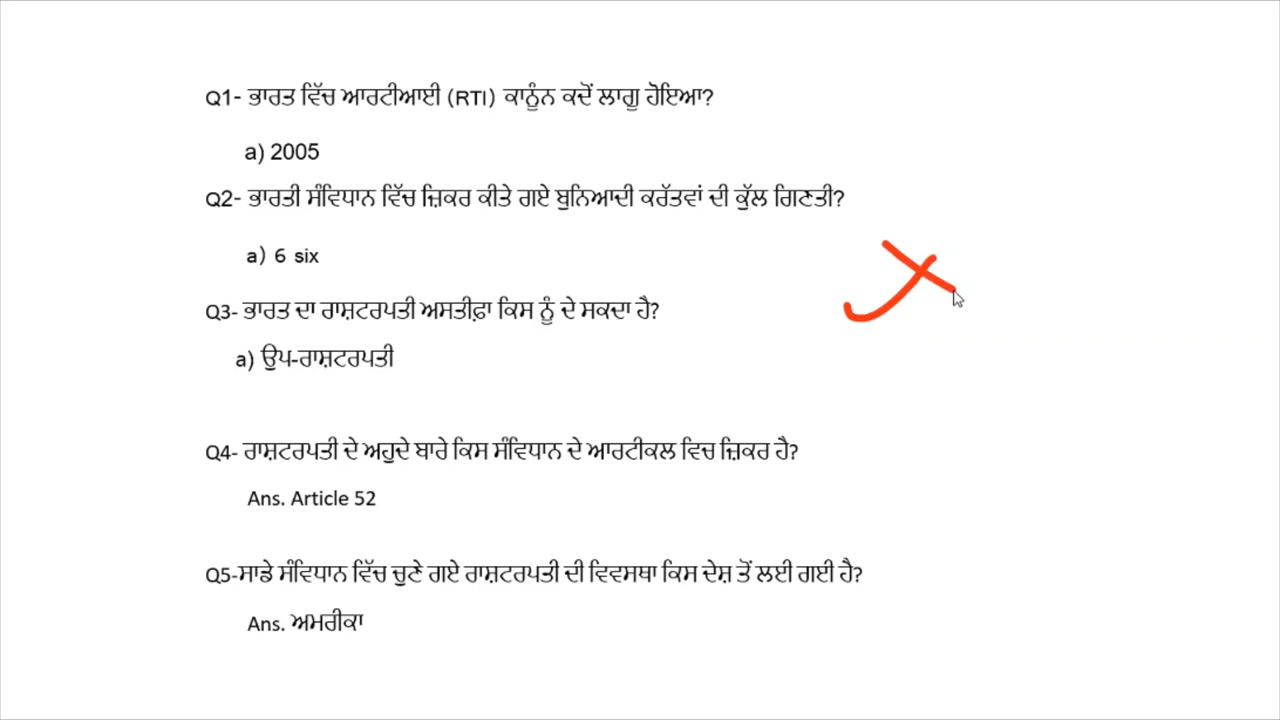 Q1- ਭਾਰਤ ਵਿੱਚ ਆਰਟੀਆਈ (RTI) ਕਾਨੂੰਨ ਕਦੋਂ ਲਾਗੂ ਹੋਇਆ?
a) 2005
Q2- ਭਾਰਤੀ ਸੰਵਿਧਾਨ ਵਿੱਚ ਜ਼ਿਕਰ ਕੀਤੇ ਗਏ ਬੁਨਿਆਦੀ ਕਰੱਤਵਾਂ ਦੀ ਕੁੱਲ ਗਿਣਤੀ?
a) 6 six
Q3- ਭਾਰਤ ਦਾ ਰਾਸ਼ਟਰਪਤੀ ਅਸਤੀਫ਼ਾ ਕਿਸ ਨੂੰ ਦੇ ਸਕਦਾ ਹੈ?
a) ਉਪ-ਰਾਸ਼ਟਰਪਤੀ
Q4- ਰਾਸ਼ਟਰਪਤੀ ਦੇ ਅਹੁਦੇ ਬਾਰੇ ਕਿਸ ਸੰਵਿਧਾਨ ਦੇ ਆਰਟੀਕਲ ਵਿਚ ਜ਼ਿਕਰ ਹੈ?
Ans. Article 52
Q5-ਸਾਡੇ ਸੰਵਿਧਾਨ ਵਿੱਚ ਚੁਣੇ ਗਏ ਰਾਸ਼ਟਰਪਤੀ ਦੀ ਵਿਵਸਥਾ ਕਿਸ ਦੇਸ਼ ਤੋਂ ਲਈ ਗਈ ਹੈ?
Ans. ਅਮਰੀਕਾ